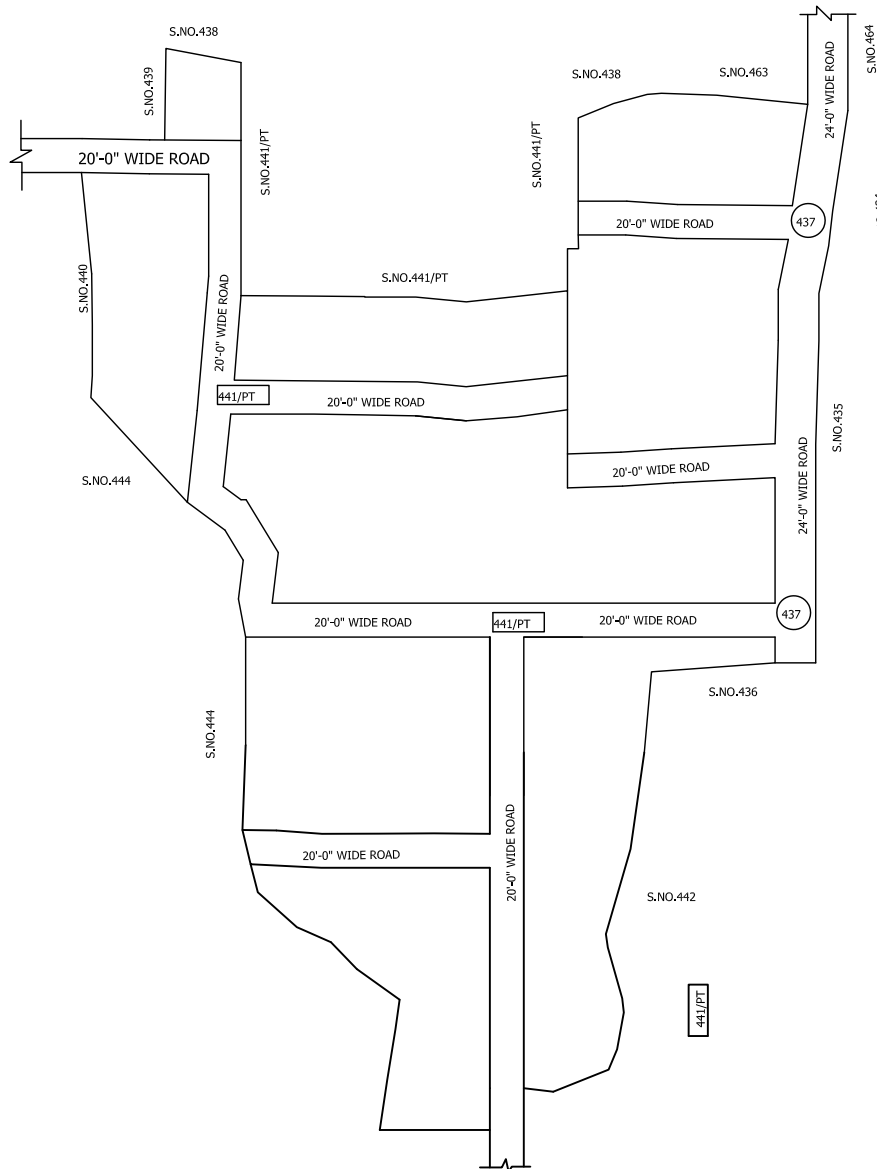 S.NO.438
S.NO.439
S.NO.464
S.NO.438
S.NO.463
24'-0" WIDE ROAD
20'-0" WIDE ROAD
S.NO.441/PT
S.NO.441/PT
20'-0" WIDE ROAD
437
S.NO.440
S.NO.441/PT
20'-0" WIDE ROAD
441/PT
20'-0" WIDE ROAD
S.NO.435
S.NO.444
20'-0" WIDE ROAD
24'-0" WIDE ROAD
20'-0" WIDE ROAD
441/PT
20'-0" WIDE ROAD
437
S.NO.436
S.NO.444
20'-0" WIDE ROAD
20'-0" WIDE ROAD
S.NO.442
441/PT